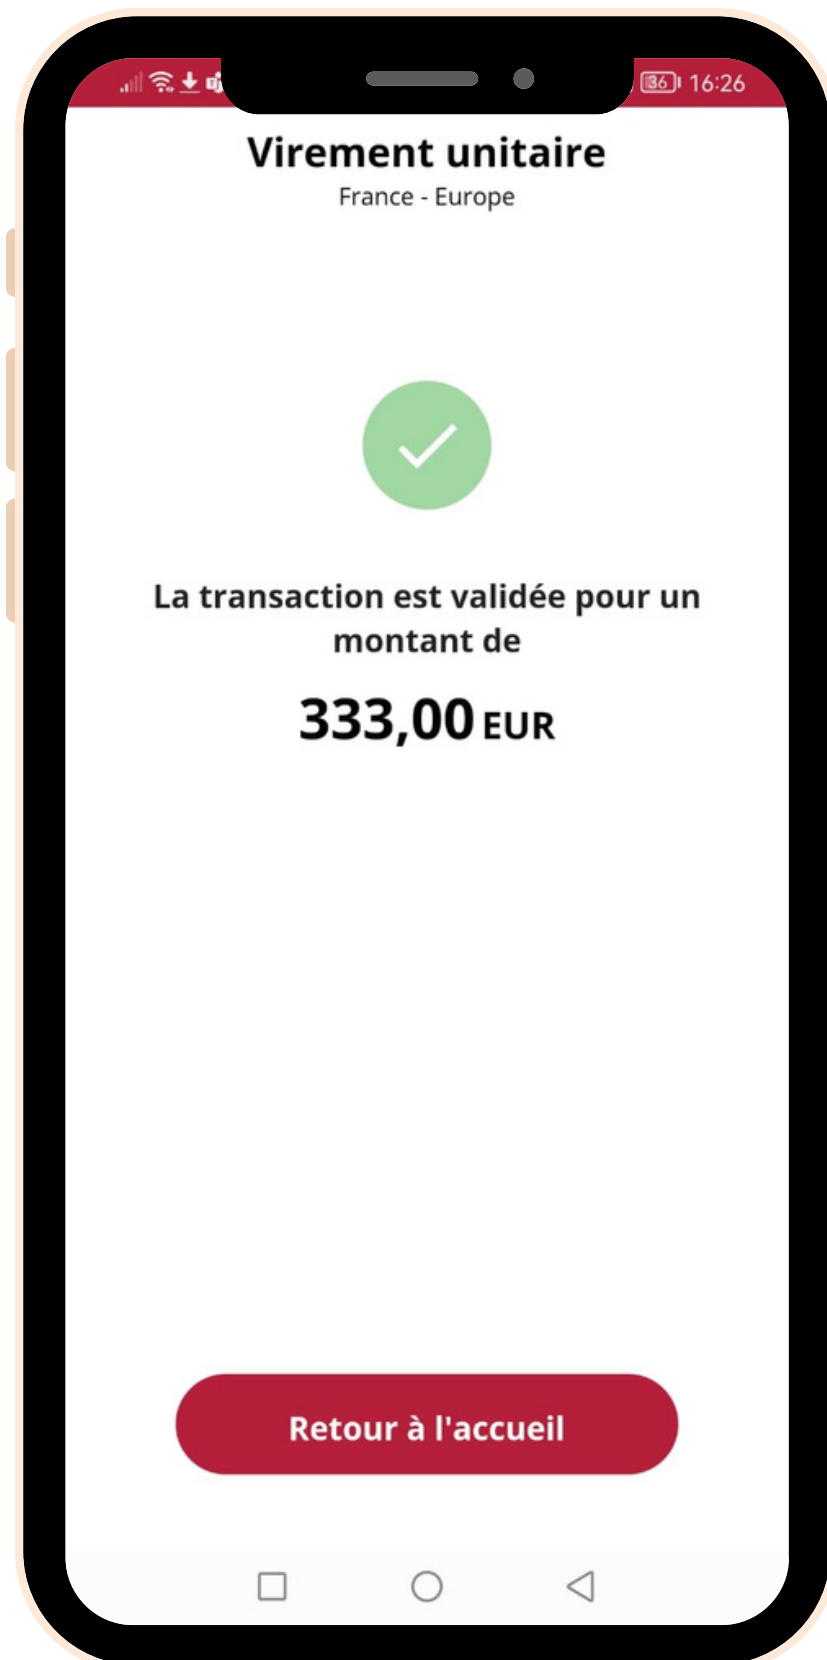 36 16:26
Virement unitaire
France - Europe
La transaction est validée pour un
montant de
333,00 EUR
Retour à l'accueil